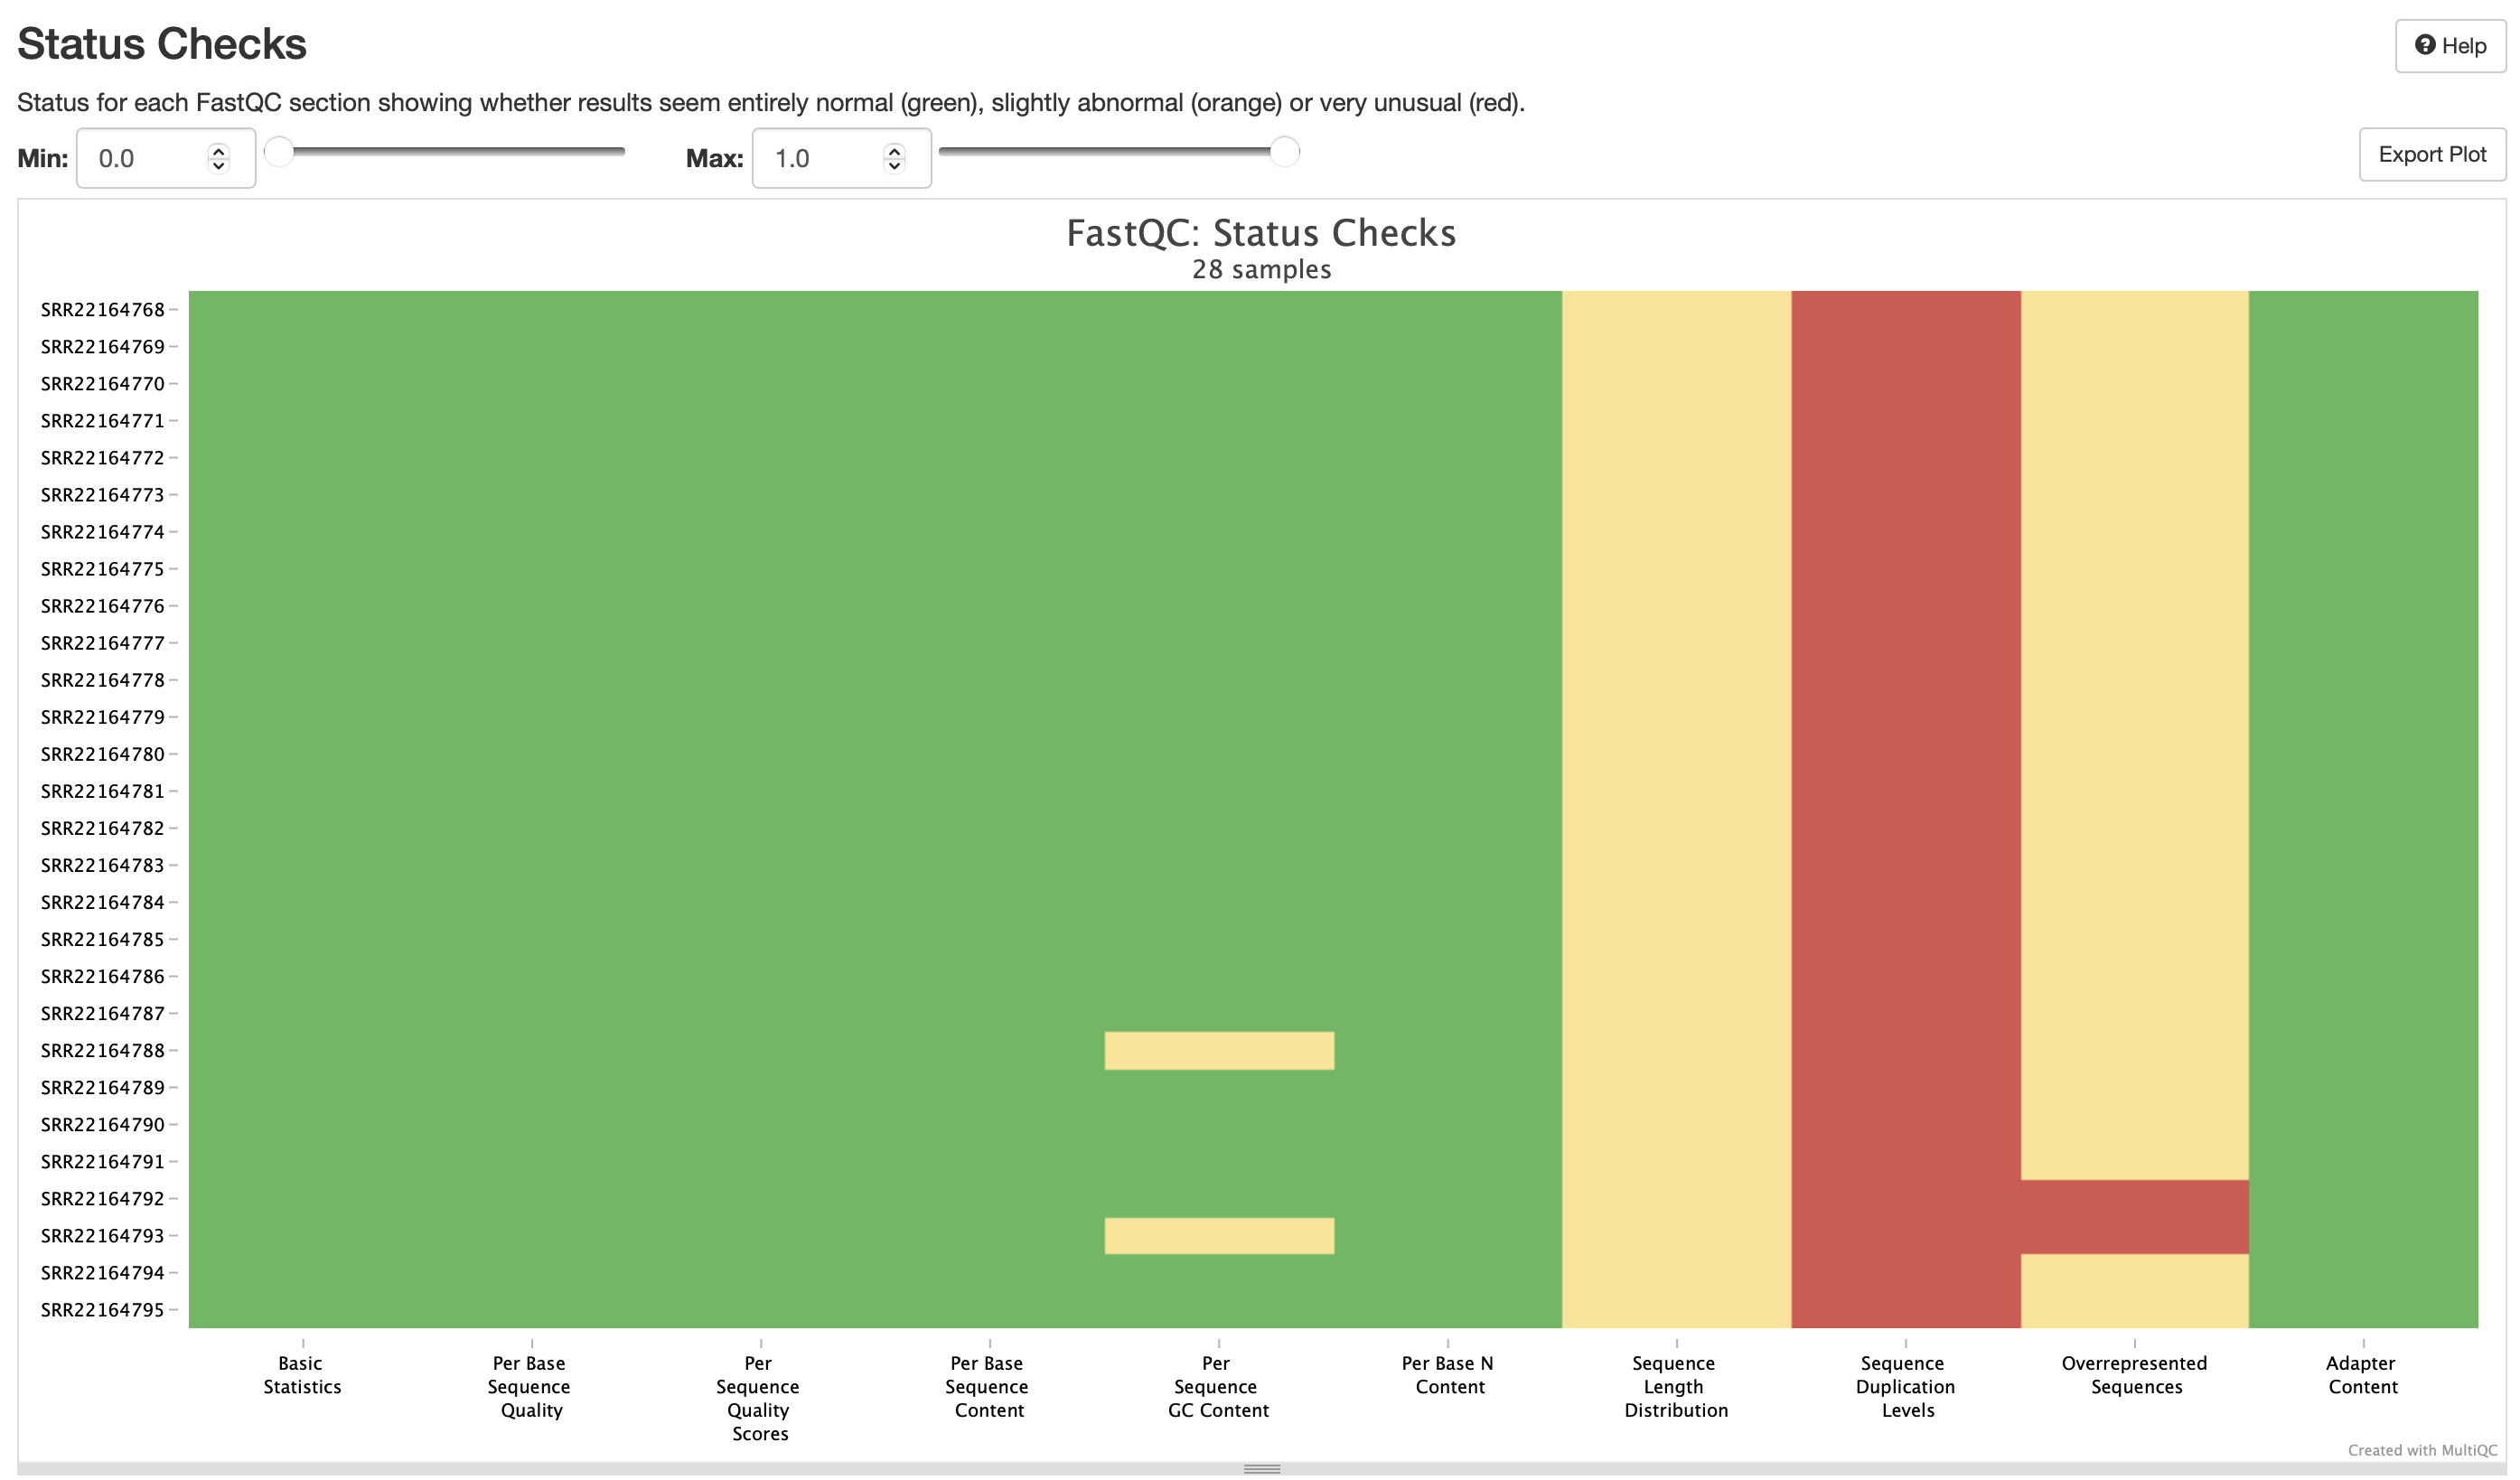 Status Checks
Help
Status for each FastQC section showing whether results seem entirely normal (green), slightly abnormal (orange) or very unusual (red).
Min: 0.0 Max: 1.0 Export Plot
FastQC: Status Checks
28 samples
SRR22164768
SRR22164769
SRR22164770
SRR22164771
SRR22164772
SRR22164773
SRR22164774
SRR22164775
SRR22164776
SRR22164777
SRR22164778
SRR22164779
SRR22164780
SRR22164781
SRR22164782
SRR22164783
SRR22164784
SRR22164785
SRR22164786
SRR22164787
SRR22164788
SRR22164789
SRR22164790
SRR22164791
SRR22164792
SRR22164793
SRR22164794
SRR22164795
Basic
Statistics
Per Base
Sequence
Quality
Per
Sequence
Quality
Scores
Per Base
Sequence
Content
Per
Sequence
GC Content
Per Base N
Content
Sequence
Length
Distribution
Sequence
Duplication
Levels
Overrepresented
Sequences
Adapter
Content
Created with MultiQC